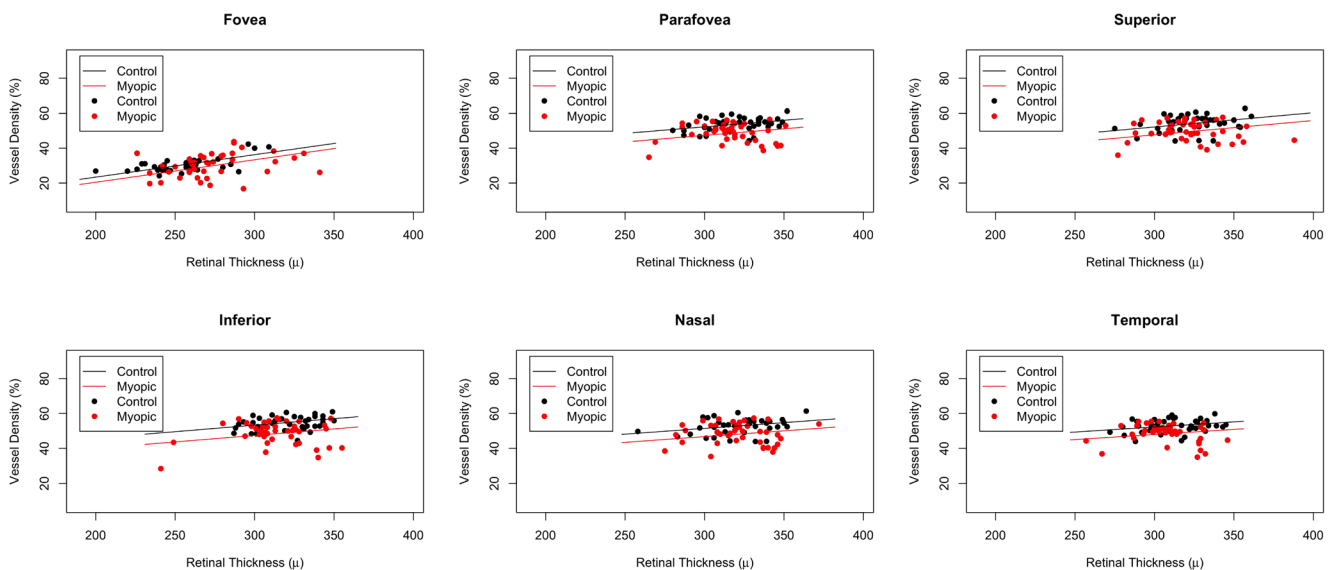 Fovea
Vessel Density (%)
80
60
40
20
Control
Myopic
Control
Myopic
200 250 300 350 400
Retinal Thickness (μ)
Parafovea
Vessel Density (%)
80
60
40
20
Control
Myopic
Control
Myopic
200 250 300 350 400
Retinal Thickness (μ)
Superior
Vessel Density (%)
80
60
40
20
Control
Myopic
Control
Myopic
200 250 300 350 400
Retinal Thickness (μ)
Inferior
Vessel Density (%)
80
60
40
20
Control
Myopic
Control
Myopic
200 250 300 350 400
Retinal Thickness (μ)
Nasal
Vessel Density (%)
80
60
40
20
Control
Myopic
Control
Myopic
200 250 300 350 400
Retinal Thickness (μ)
Temporal
Vessel Density (%)
80
60
40
20
Control
Myopic
Control
Myopic
200 250 300 350 400
Retinal Thickness (μ)